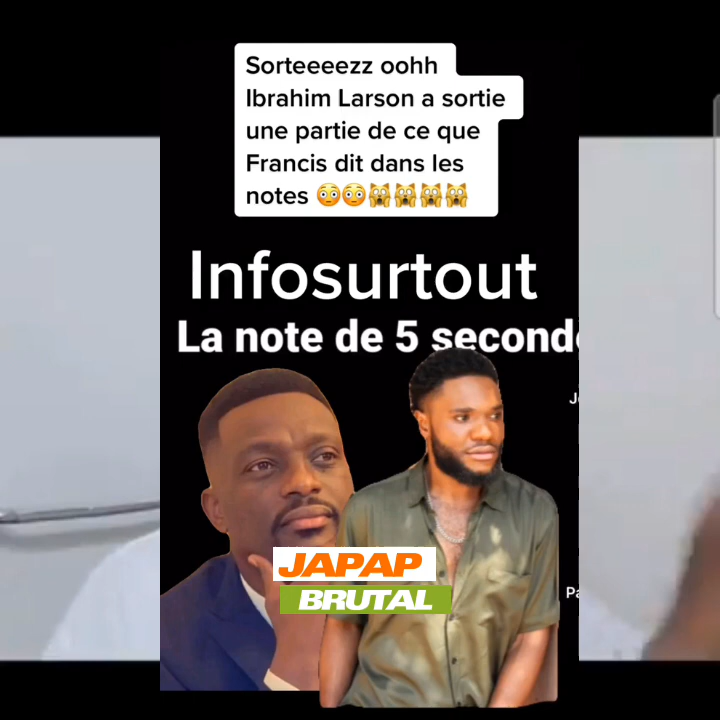 Sorteeeezz oohh
Ibrahim Larson a sortie
une partie de ce que
Francis dit dans les
notes 😳😳🙀🙀🙀🙀
Infosurtout
La note de 5 second
JAPAP
BRUTAL